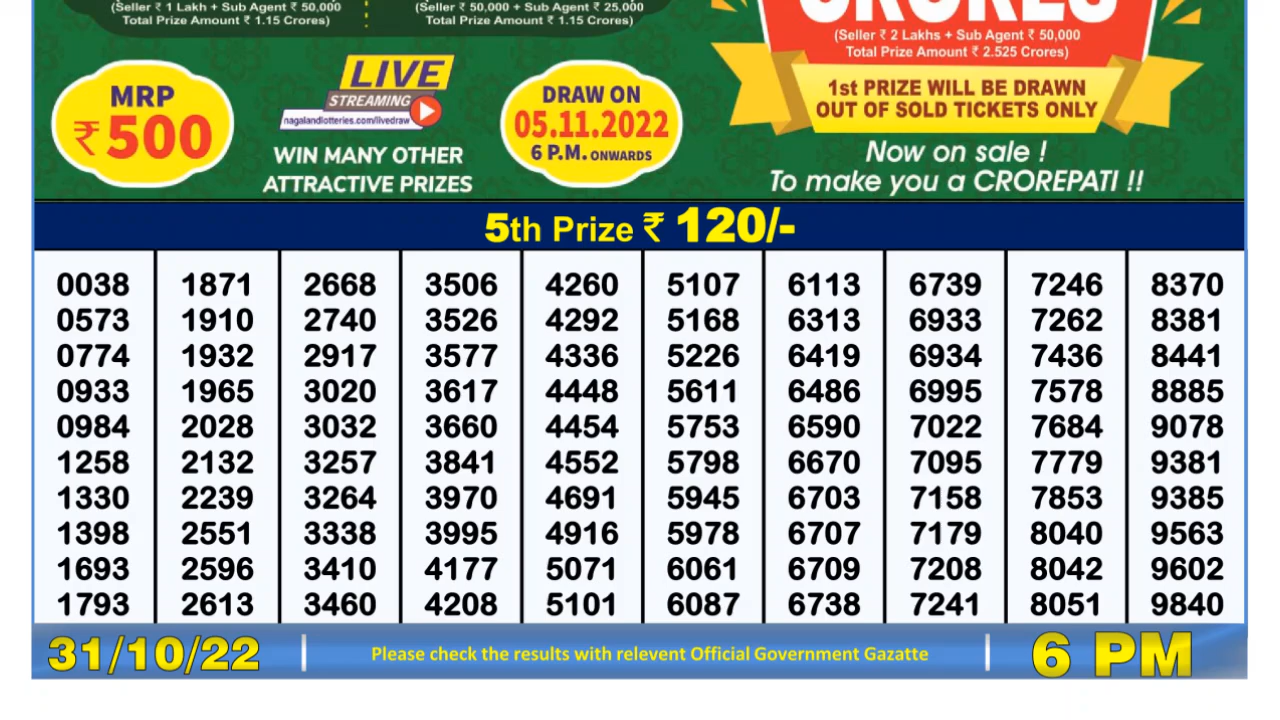 (Seller ₹ 1 Lakh + Sub Agent ₹ 50,000
Total Prize Amount ₹ 1.15 Crores)
(Seller ₹ 50,000 + Sub Agent ₹ 25,000
Total Prize Amount ₹ 1.15 Crores)
CRORES
(Seller ₹ 2 Lakhs + Sub Agent ₹ 50,000
Total Prize Amount ₹ 2.525 Crores)
MRP
₹ 500
LIVE
STREAMING
nagalandlotteries.com/livedraw
WIN MANY OTHER
ATTRACTIVE PRIZES
DRAW ON
05.11.2022
6 P.M. ONWARDS
1st PRIZE WILL BE DRAWN
OUT OF SOLD TICKETS ONLY
Now on sale !
To make you a CROREPATI !!
5th Prize ₹ 120/-
0038 1871 2668 3506 4260 5107 6113 6739 7246 8370
0573 1910 2740 3526 4292 5168 6313 6933 7262 8381
0774 1932 2917 3577 4336 5226 6419 6934 7436 8441
0933 1965 3020 3617 4448 5611 6486 6995 7578 8885
0984 2028 3032 3660 4454 5753 6590 7022 7684 9078
1258 2132 3257 3841 4552 5798 6670 7095 7779 9381
1330 2239 3264 3970 4691 5945 6703 7158 7853 9385
1398 2551 3338 3995 4916 5978 6707 7179 8040 9563
1693 2596 3410 4177 5071 6061 6709 7208 8042 9602
1793 2613 3460 4208 5101 6087 6738 7241 8051 9840
31/10/22 | Please check the results with relevent Official Government Gazatte | 6 PM